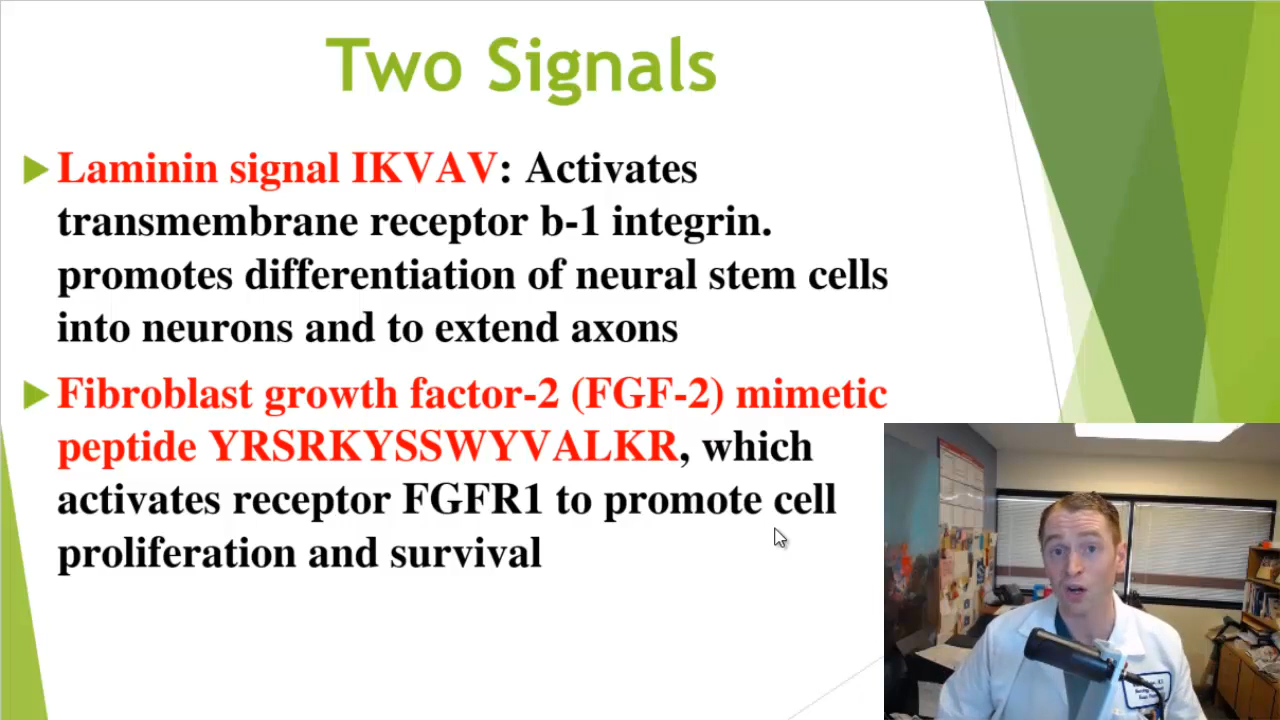 Two Signals
Laminin signal IKVAV: Activates
transmembrane receptor b-1 integrin.
promotes differentiation of neural stem cells
into neurons and to extend axons
Fibroblast growth factor-2 (FGF-2) mimetic
peptide YRSRKYSSWYVALKR, which
activates receptor FGFR1 to promote cell
proliferation and survival